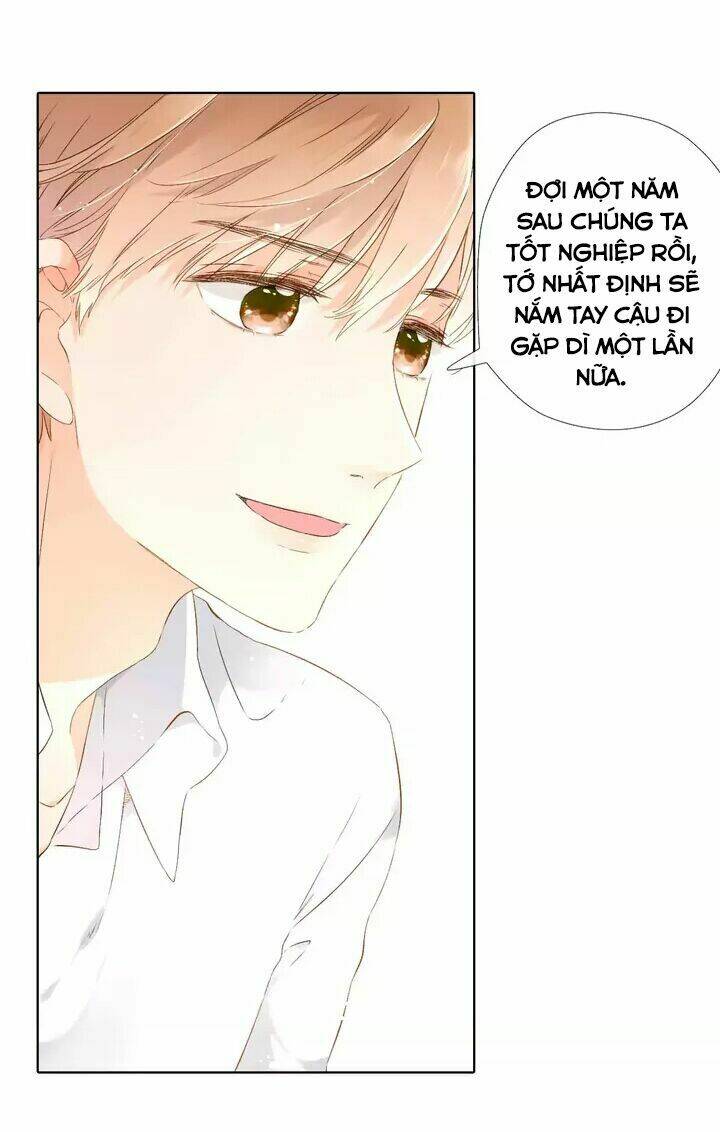 ĐỢI MỘT NĂM
SAU CHÚNG TA
TỐT NGHIỆP RỒI,
TỚ NHẤT ĐỊNH SẼ
NẮM TAY CẬU ĐI
GẶP DÌ MỘT LẦN
NỮA.